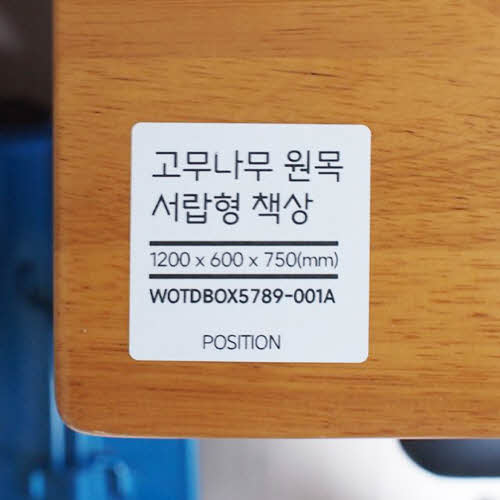 고무나무 원목
서랍형 책상
1200 x 600 x 750(mm)
WOTDBOX5789-001A
POSITION